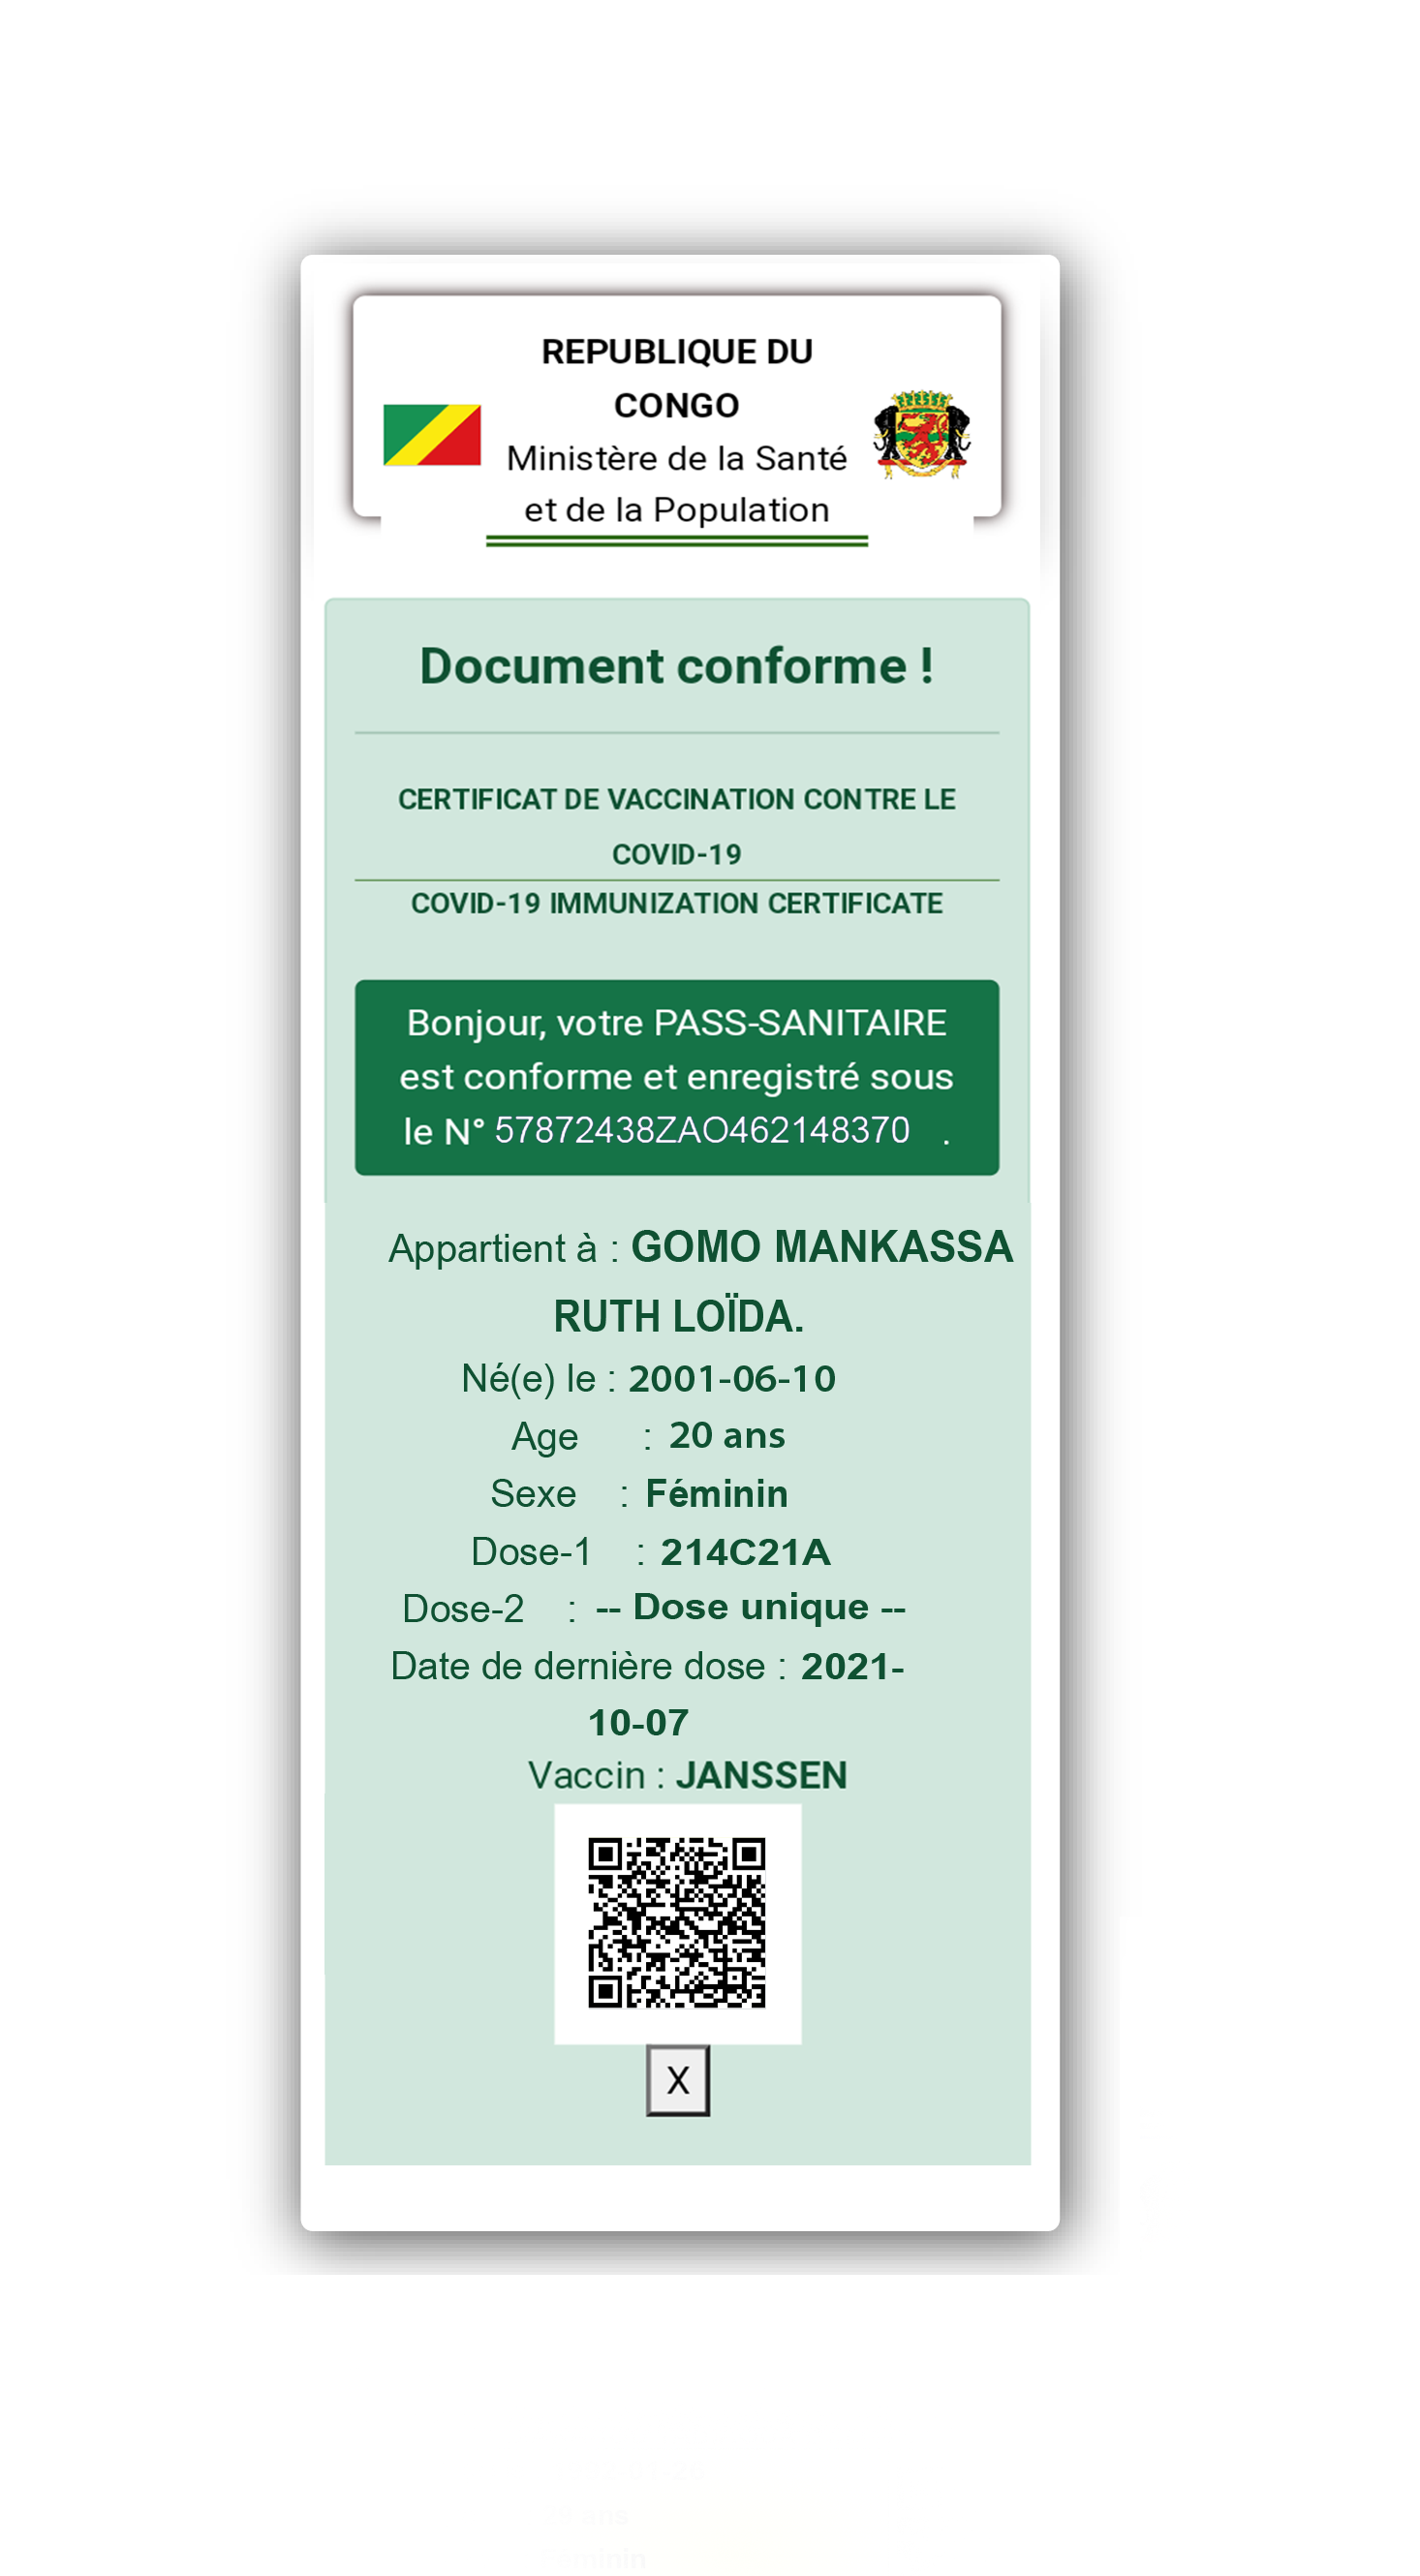 REPUBLIQUE DU
CONGO
Ministère de la Santé
et de la Population
Document conforme !
CERTIFICAT DE VACCINATION CONTRE LE
COVID-19
COVID-19 IMMUNIZATION CERTIFICATE
Bonjour, votre PASS-SANITAIRE
est conforme et enregistré sous
le N° 57872438ZAO462148370 .
Appartient à : GOMO MANKASSA
RUTH LOÏDA.
Né(e) le : 2001-06-10
Age : 20 ans
Sexe : Féminin
Dose-1 : 214C21A
Dose-2 : -- Dose unique --
Date de dernière dose : 2021-
10-07
Vaccin : JANSSEN
X